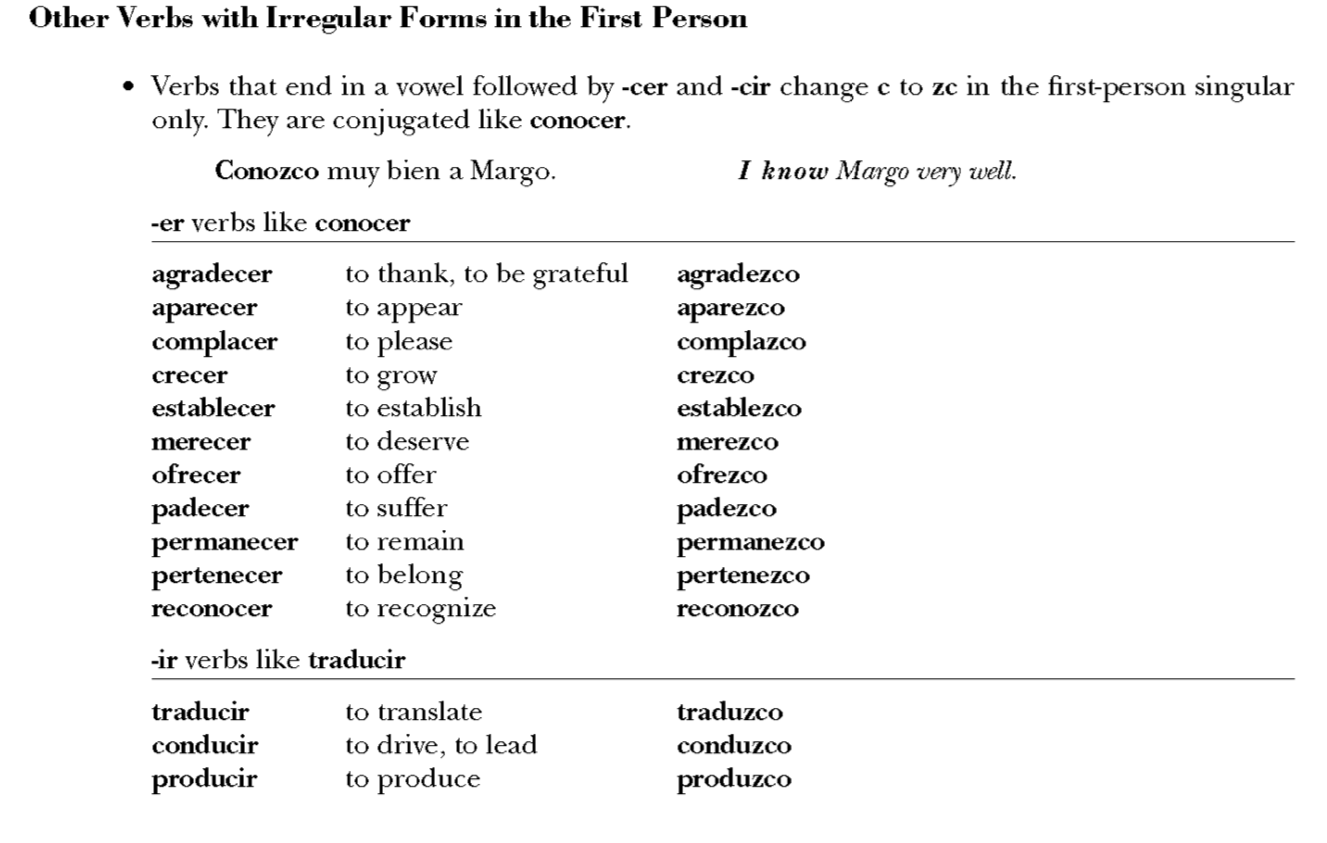 Other Verbs with Irregular Forms in the First Person
• Verbs that end in a vowel followed by -cer and -cir change c to zc in the first-person singular
only. They are conjugated like conocer.
Conozco muy bien a Margo. I know Margo very well.
-er verbs like conocer
agradecer to thank, to be grateful agradezco
aparecer to appear aparezco
complacer to please complazco
crecer to grow crezco
establecer to establish establezco
merecer to deserve merezco
ofrecer to offer ofrezco
padecer to suffer padezco
permanecer to remain permanezco
pertenecer to belong pertenezco
reconocer to recognize reconozco
-ir verbs like traducir
traducir to translate traduzco
conducir to drive, to lead conduzco
producir to produce produzco